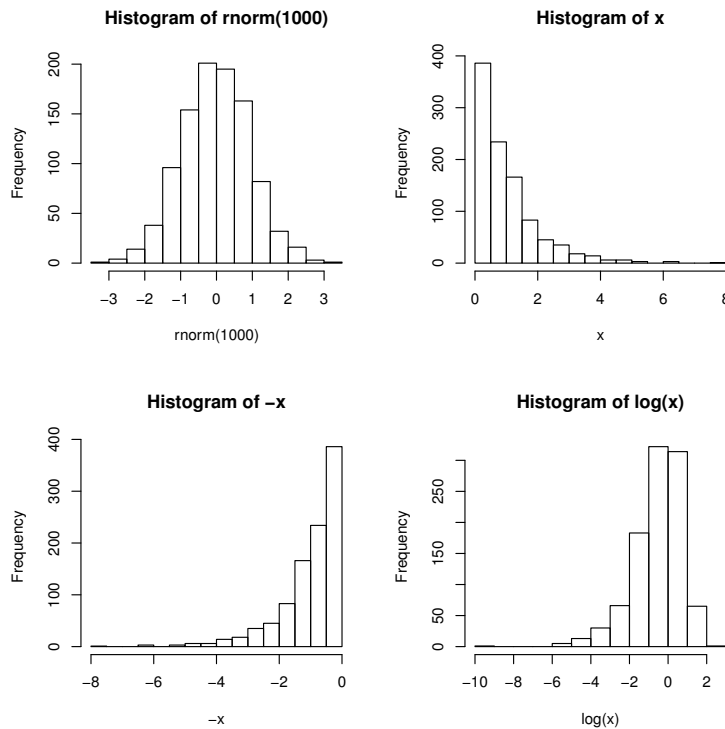 Histogram of rnorm(1000)
Frequency
0 50 100 150 200
−3 −2 −1 0 1 2 3
rnorm(1000)
Histogram of x
Frequency
0 100 200 300 400
0 2 4 6 8
x
Histogram of −x
Frequency
0 100 200 300 400
−8 −6 −4 −2 0
−x
Histogram of log(x)
Frequency
0 50 150 250
−10 −8 −6 −4 −2 0 2
log(x)